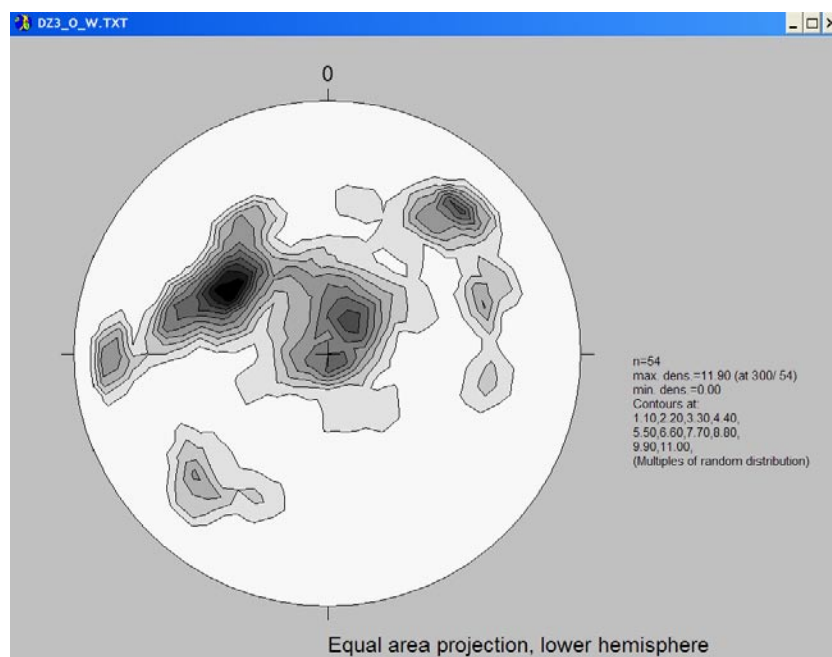 DZ3_O_W.TXT
0
n=54
max. dens.=11.90 (at 300/ 54)
min. dens.=0.00
Contours at:
1.10,2.20,3.30,4.40,
5.50,6.60,7.70,8.80,
9.90,11.00,
(Multiples of random distribution)
Equal area projection, lower hemisphere